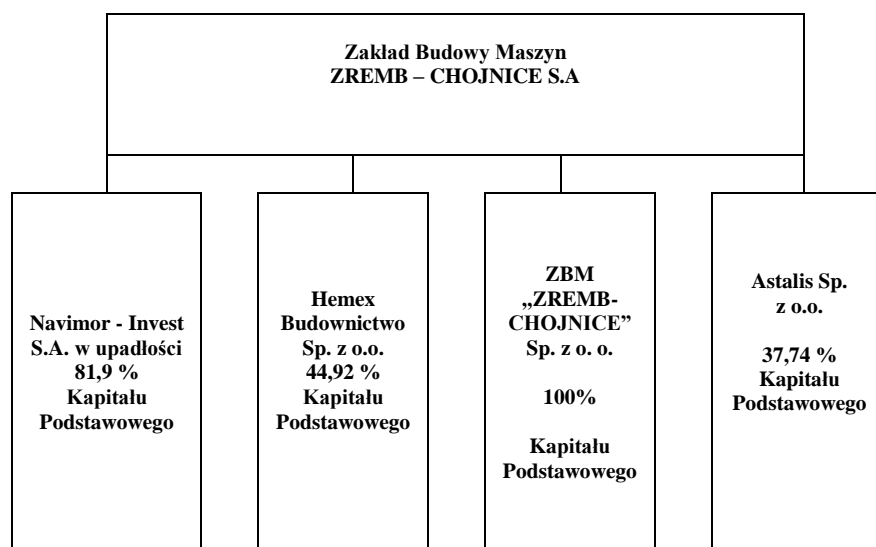 Zakład Budowy Maszyn
ZREMB – CHOJNICE S.A
Navimor - Invest
S.A. w upadłości
81,9 %
Kapitału
Podstawowego
Hemex
Budownictwo
Sp. z o.o.
44,92 %
Kapitału
Podstawowego
ZBM
„ZREMB-
CHOJNICE”
Sp. z o. o.
100%
Kapitału
Podstawowego
Astalis Sp.
z o.o.
37,74 %
Kapitału
Podstawowego